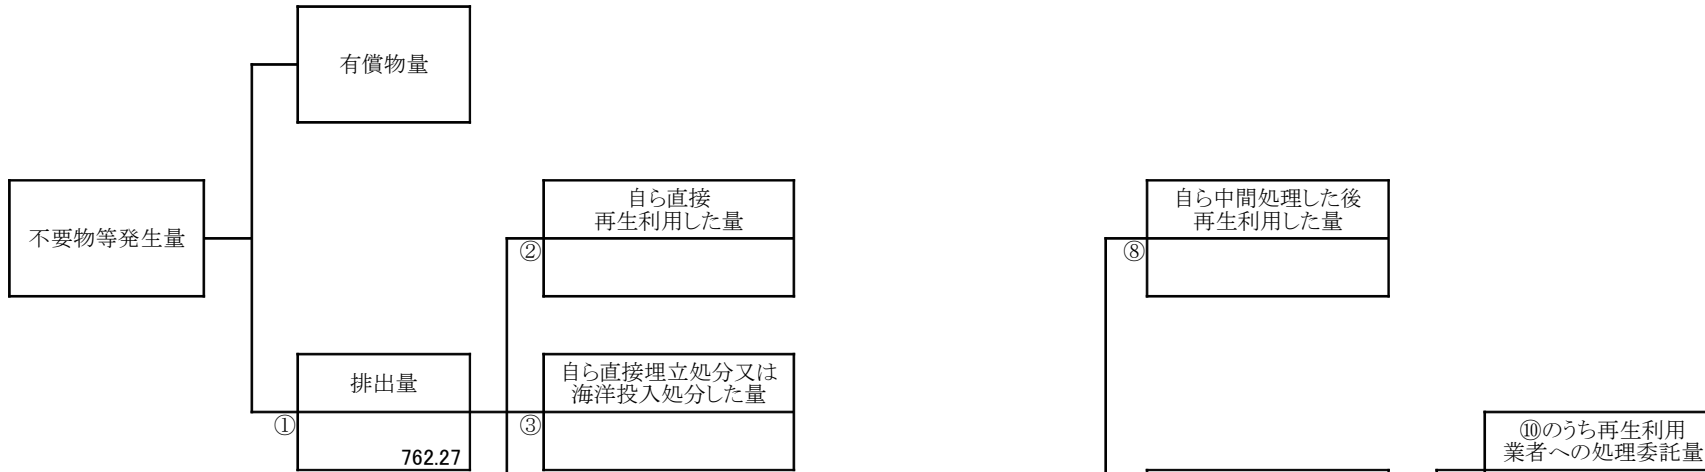 有償物量
不要物等発生量
自ら直接
再生利用した量
②
自ら中間処理した後
再生利用した量
⑧
排出量
①
762.27
自ら直接埋立処分又は
海洋投入処分した量
③
⑩のうち再生利用
業者への処理委託量